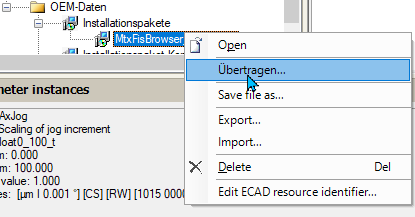 OEM-Daten
Installationspakete
MtxFisBrowser
Open
Übertragen...
Save file as...
Export...
Import...
Delete Del
Edit ECAD resource identifier...
meter instances
AxJog
Scaling of jog increment
float0_100_t
m: 0.000
m: 100.000
value: 1.000
es: [µm I 0.001 °] [CS] [RW] [1015 0000